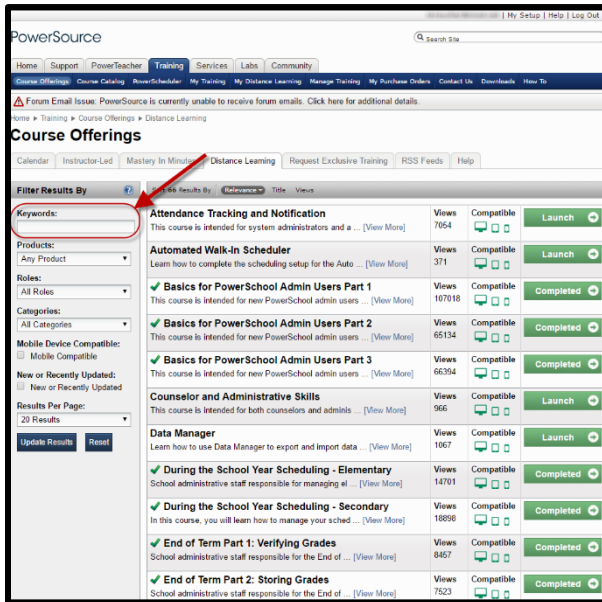 | My Setup | Help | Log Out
PowerSource
Search Site
Home Support PowerTeacher Training Services Labs Community
Course Offerings Course Catalog PowerScheduler My Training My Distance Learning Manage Training My Purchase Orders Contact Us Downloads How To
Forum Email Issue: PowerSource is currently unable to receive forum emails. Click here for additional details.
Home ▸ Training ▸ Course Offerings ▸ Distance Learning
Course Offerings
Calendar Instructor-Led Mastery In Minutes Distance Learning Request Exclusive Training RSS Feeds Help
Filter Results By
66 Results By Relevance Title Views
Keywords:
Products:
Any Product
Roles:
All Roles
Categories:
All Categories
Mobile Device Compatible:
Mobile Compatible
New or Recently Updated:
New or Recently Updated
Results Per Page:
20 Results
Update Results Reset
Attendance Tracking and Notification Views Compatible Launch
This course is intended for system administrators and a ... [View More] 7054
Automated Walk-In Scheduler Views Compatible Launch
Learn how to complete the scheduling setup for the Auto ... [View More] 371
✔ Basics for PowerSchool Admin Users Part 1 Views Compatible Completed
This course is intended for new PowerSchool admin users ... [View More] 107018
✔ Basics for PowerSchool Admin Users Part 2 Views Compatible Completed
This course is intended for new PowerSchool admin users ... [View More] 65134
✔ Basics for PowerSchool Admin Users Part 3 Views Compatible Completed
This course is intended for new PowerSchool admin users ... [View More] 66394
Counselor and Administrative Skills Views Compatible Launch
This course is intended for both counselors and adminis ... [View More] 966
Data Manager Views Compatible Launch
Learn how to use Data Manager to export and import data ... [View More] 1067
✔ During the School Year Scheduling - Elementary Views Compatible Completed
School administrative staff responsible for managing el ... [View More] 14701
✔ During the School Year Scheduling - Secondary Views Compatible Completed
In this course, you will learn how to manage your sched ... [View More] 18898
✔ End of Term Part 1: Verifying Grades Views Compatible Completed
School administrative staff responsible for the End of ... [View More] 8457
✔ End of Term Part 2: Storing Grades Views Compatible Completed
School administrative staff responsible for the End of ... [View More] 7523